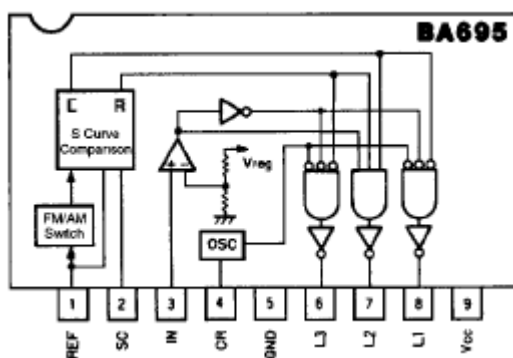 BA695
L R
S Curve
Comparison
Vreg
+ -
FM/AM
Switch
OSC
1 2 3 4 5 6 7 8 9
REF SC IN CR GND L3 L2 L1 Vcc